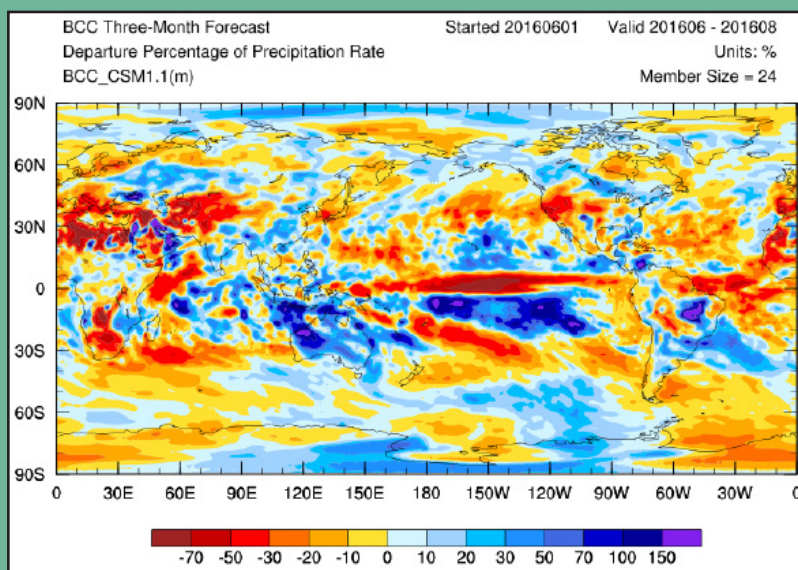 BCC Three-Month Forecast Started 20160601 Valid 201606 - 201608
Departure Percentage of Precipitation Rate Units: %
BCC_CSM1.1(m) Member Size = 24
90N
60N
30N
0
30S
60S
90S
0 30E 60E 90E 120E 150E 180 150W 120W 90W 60W 30W 0
-70 -50 -30 -20 -10 0 10 20 30 50 70 100 150